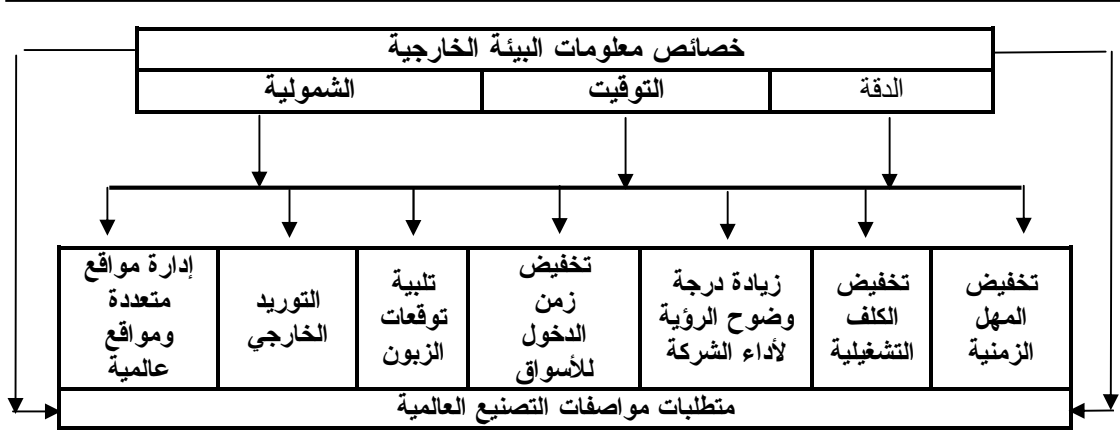 خصائص معلومات البيئة الخارجية
الدقة
التوقيت
الشمولية
تخفيض
المهل
الزمنية
تخفيض
الكلف
التشغيلية
زيادة درجة
وضوح الرؤية
لأداء الشركة
تخفيض
زمن
الدخول
للأسواق
تلبية
توقعات
الزبون
التوريد
الخارجي
إدارة مواقع
متعددة
ومواقع
عالمية
متطلبات مواصفات التصنيع العالمية